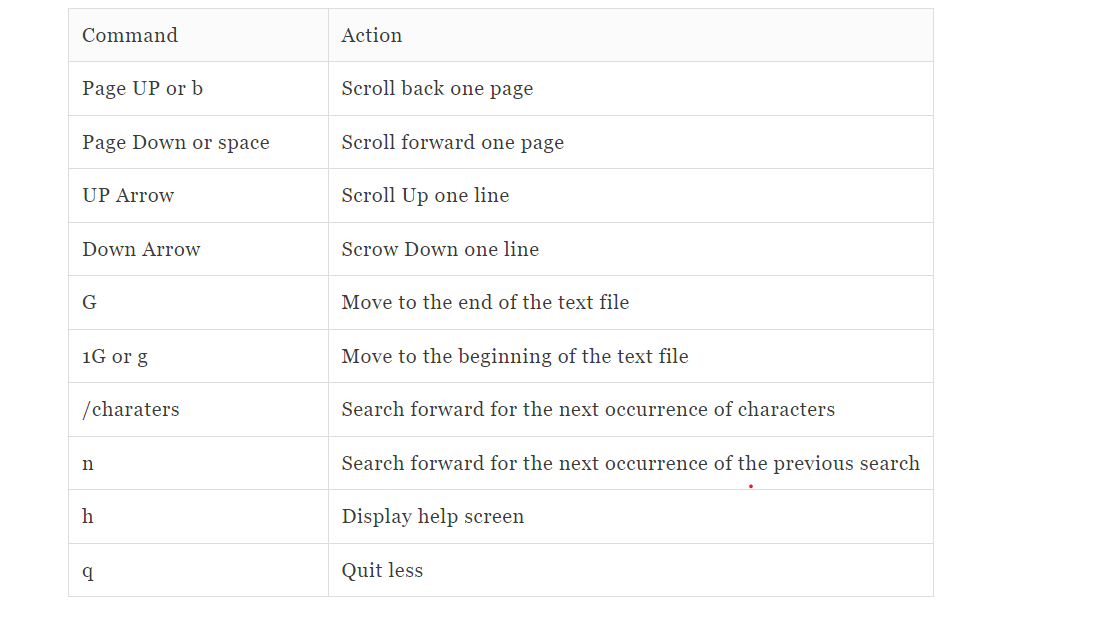 Command Action
Page UP or b Scroll back one page
Page Down or space Scroll forward one page
UP Arrow Scroll Up one line
Down Arrow Scrow Down one line
G Move to the end of the text file
1G or g Move to the beginning of the text file
/charaters Search forward for the next occurrence of characters
n Search forward for the next occurrence of the previous search
h Display help screen
q Quit less